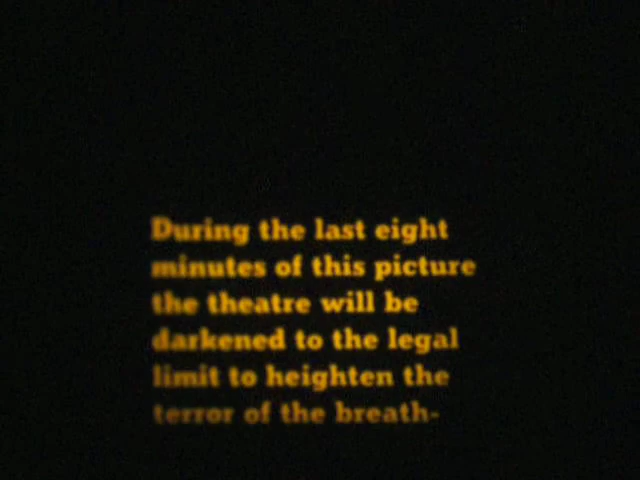 During the last eight
minutes of this picture
the theatre will be
darkened to the legal
limit to heighten the
terror of the breath-